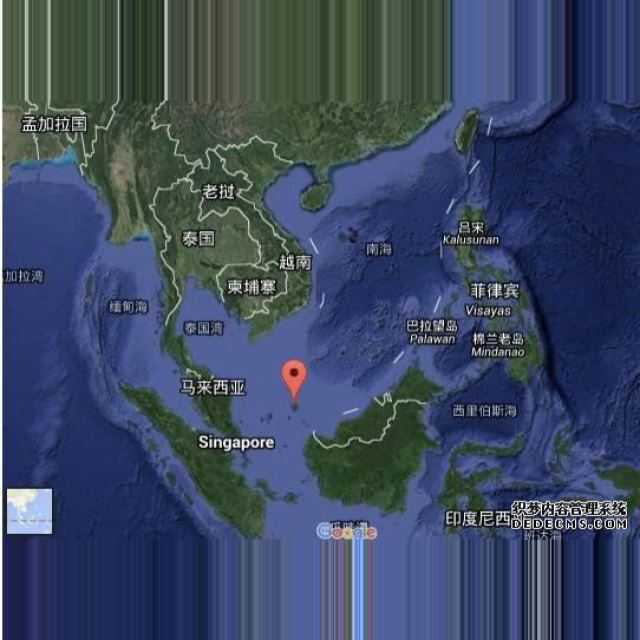 孟加拉国
老挝
泰国
吕宋
Kalusunan
越南
南海
加拉湾
柬埔寨
菲律宾
缅甸海
Visayas
泰国湾
巴拉望岛
Palawan
棉兰老岛
Mindanao
马来西亚
西里伯斯海
Singapore
印度尼西
织梦内容管理系统
DEDECMS.COM
Google
班达海